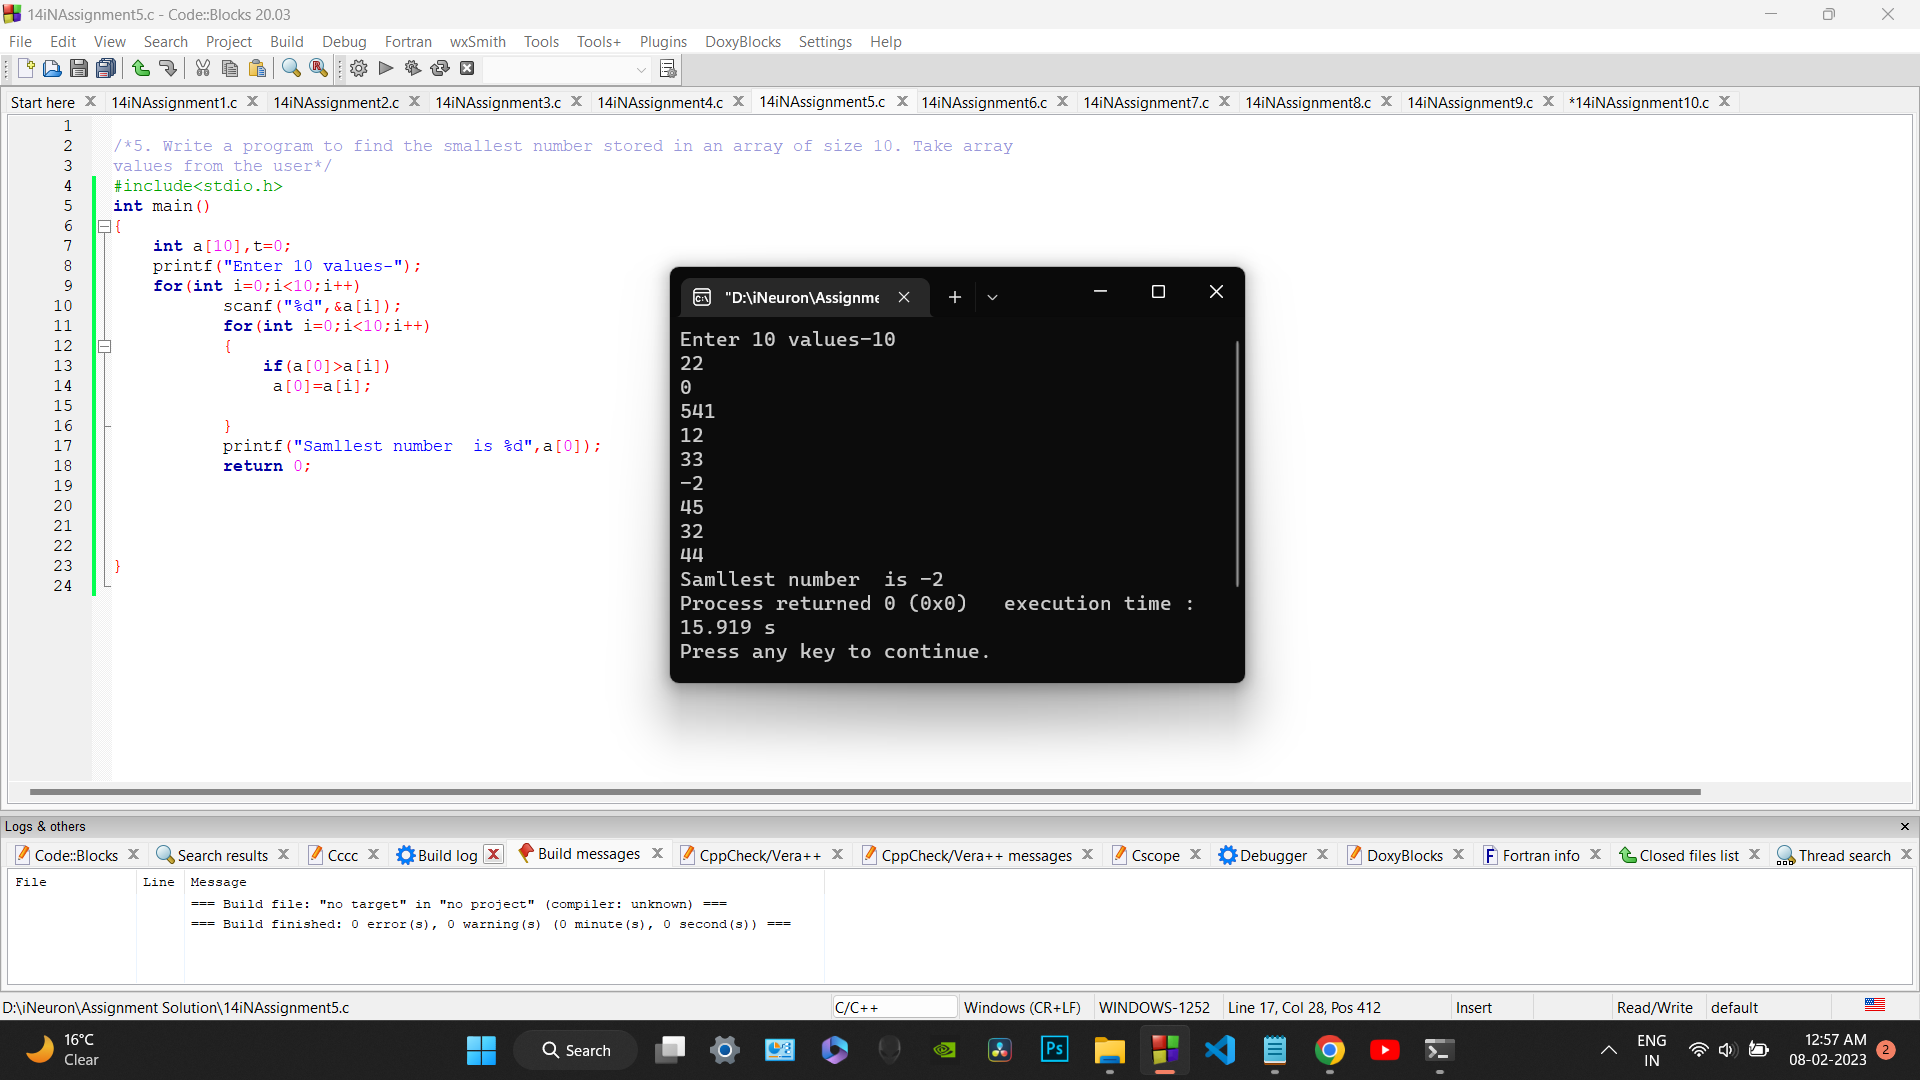 14iNAssignment5.c - Code::Blocks 20.03
File Edit View Search Project Build Debug Fortran wxSmith Tools Tools+ Plugins DoxyBlocks Settings Help
Start here 14iNAssignment1.c 14iNAssignment2.c 14iNAssignment3.c 14iNAssignment4.c 14iNAssignment5.c 14iNAssignment6.c 14iNAssignment7.c 14iNAssignment8.c 14iNAssignment9.c *14iNAssignment10.c
1
2 /*5. Write a program to find the smallest number stored in an array of size 10. Take array
3 values from the user*/
4 #include<stdio.h>
5 int main()
6 {
7 int a[10],t=0;
8 printf("Enter 10 values-");
9 for(int i=0;i<10;i++)
10 scanf("%d",&a[i]);
11 for(int i=0;i<10;i++)
12 {
13 if(a[0]>a[i])
14 a[0]=a[i];
15
16 }
17 printf("Samllest number  is %d",a[0]);
18 return 0;
19
20
21
22
23 }
24
"D:\iNeuron\Assignme
Enter 10 values-10
22
0
541
12
33
-2
45
32
44
Samllest number  is -2
Process returned 0 (0x0)   execution time :
15.919 s
Press any key to continue.
Logs & others
Code::Blocks Search results Cccc Build log Build messages CppCheck/Vera++ CppCheck/Vera++ messages Cscope Debugger DoxyBlocks Fortran info Closed files list Thread search
File Line Message
=== Build file: "no target" in "no project" (compiler: unknown) ===
=== Build finished: 0 error(s), 0 warning(s) (0 minute(s), 0 second(s)) ===
D:\iNeuron\Assignment Solution\14iNAssignment5.c C/C++ Windows (CR+LF) WINDOWS-1252 Line 17, Col 28, Pos 412 Insert Read/Write default
16°C
Clear
Search
Ps
ENG
IN
12:57 AM
08-02-2023
2